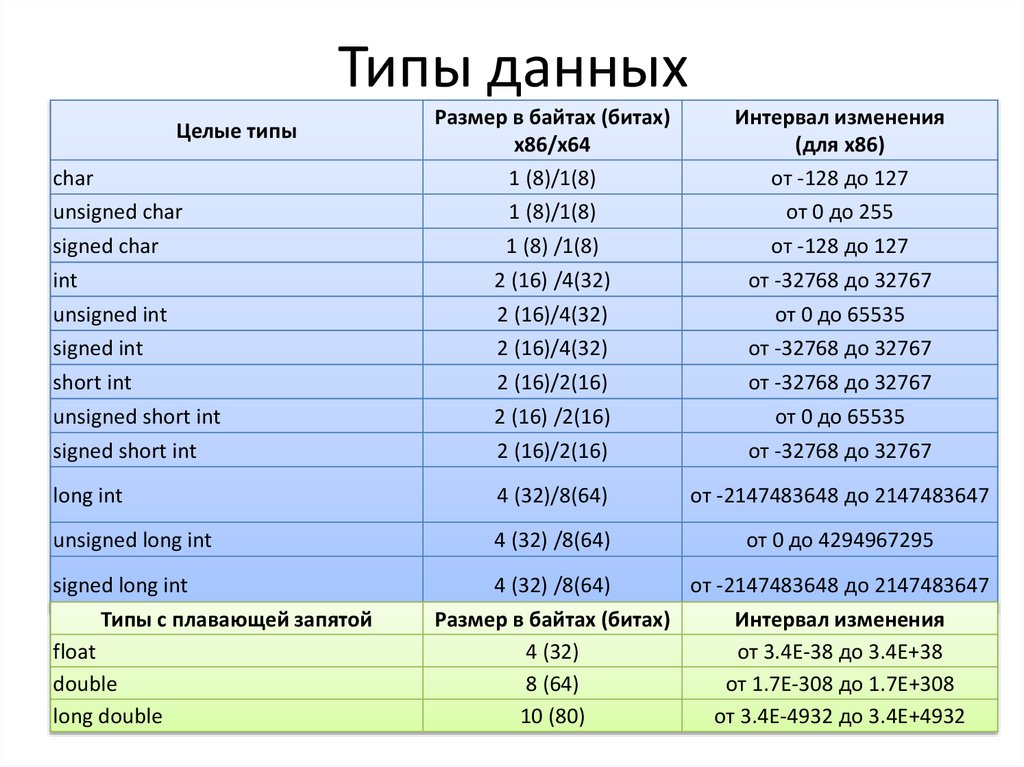 Типы данных
Целые типы
Размер в байтах (битах)
x86/x64
Интервал изменения
(для x86)
char 1 (8)/1(8) от -128 до 127
unsigned char 1 (8)/1(8) от 0 до 255
signed char 1 (8) /1(8) от -128 до 127
int 2 (16) /4(32) от -32768 до 32767
unsigned int 2 (16)/4(32) от 0 до 65535
signed int 2 (16)/4(32) от -32768 до 32767
short int 2 (16)/2(16) от -32768 до 32767
unsigned short int 2 (16) /2(16) от 0 до 65535
signed short int 2 (16)/2(16) от -32768 до 32767
long int 4 (32)/8(64) от -2147483648 до 2147483647
unsigned long int 4 (32) /8(64) от 0 до 4294967295
signed long int 4 (32) /8(64) от -2147483648 до 2147483647
Типы с плавающей запятой Размер в байтах (битах) Интервал изменения
float 4 (32) от 3.4E-38 до 3.4E+38
double 8 (64) от 1.7E-308 до 1.7E+308
long double 10 (80) от 3.4E-4932 до 3.4E+4932